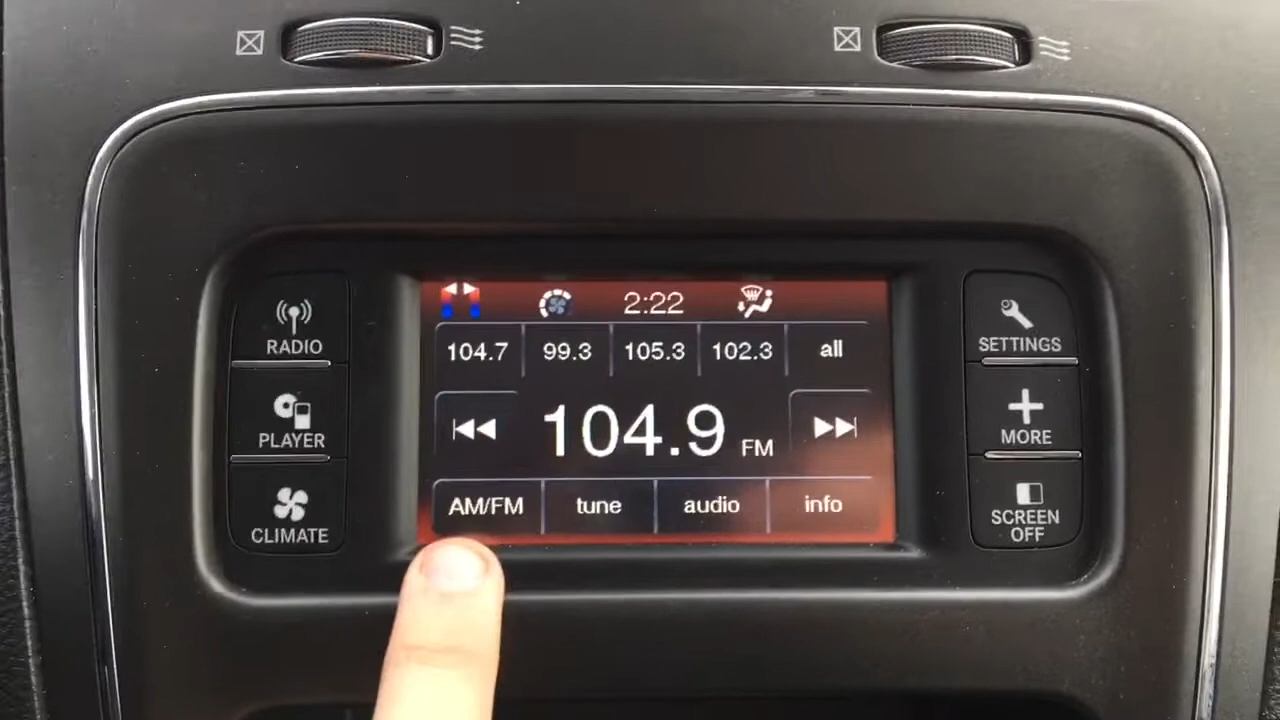 2:22
RADIO
104.7 99.3 105.3 102.3 all
SETTINGS
PLAYER
104.9 FM
MORE
CLIMATE
AM/FM tune audio info
SCREEN
OFF